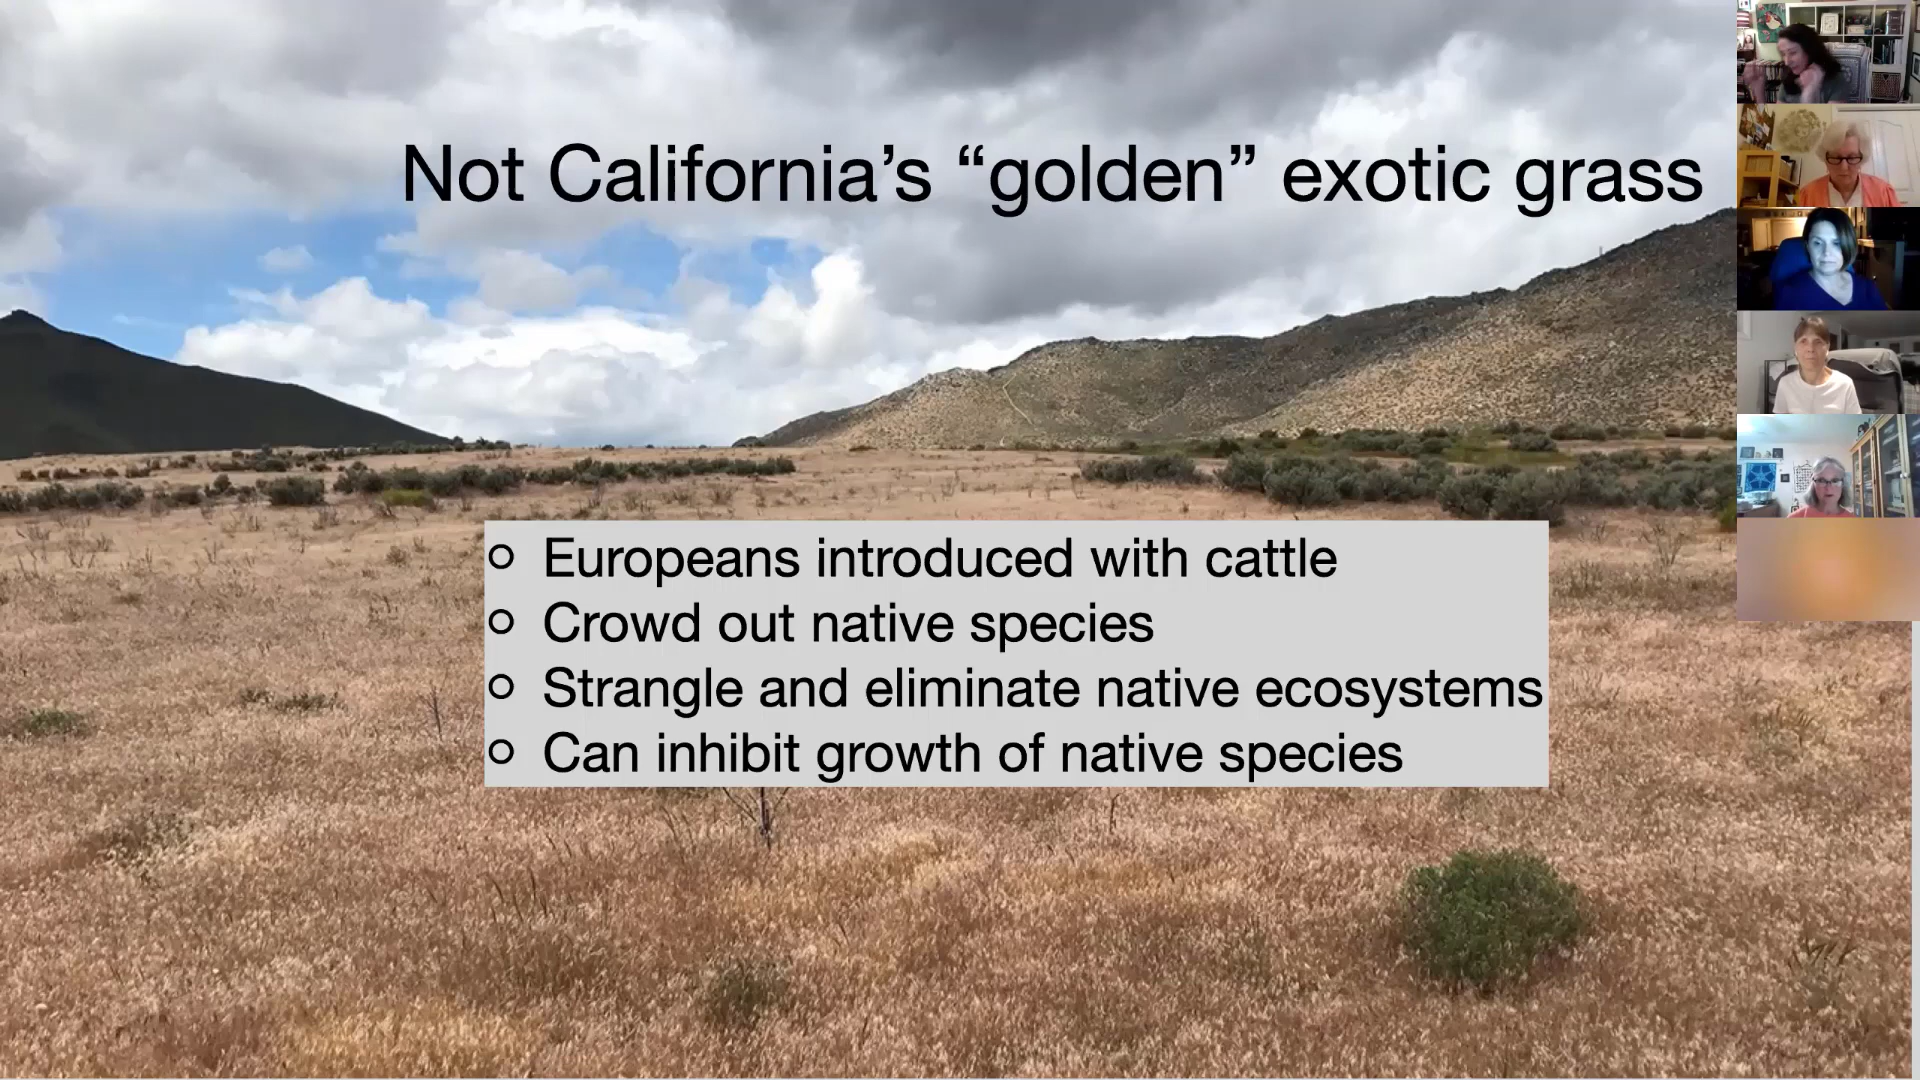 Not California’s “golden” exotic grass
Europeans introduced with cattle
Crowd out native species
Strangle and eliminate native ecosystems
Can inhibit growth of native species